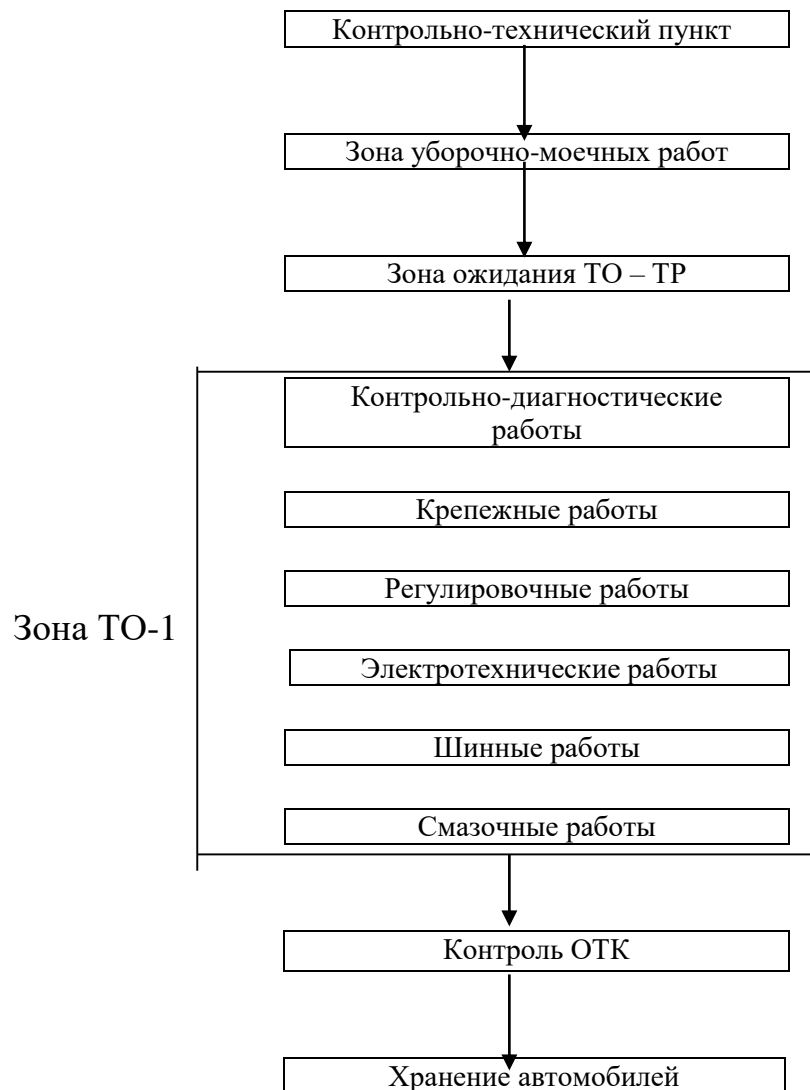 Контрольно-технический пункт
Зона уборочно-моечных работ
Зона ожидания ТО – ТР
Контрольно-диагностические
работы
Крепежные работы
Регулировочные работы
Зона ТО-1
Электротехнические работы
Шинные работы
Смазочные работы
Контроль ОТК
Хранение автомобилей